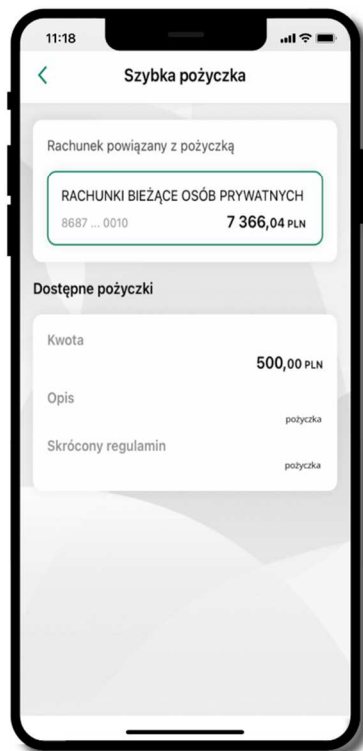 11:18
Szybka pożyczka
Rachunek powiązany z pożyczką
RACHUNKI BIEŻĄCE OSÓB PRYWATNYCH
8687 ... 0010 7 366,04 PLN
Dostępne pożyczki
Kwota
500,00 PLN
Opis
pożyczka
Skrócony regulamin
pożyczka